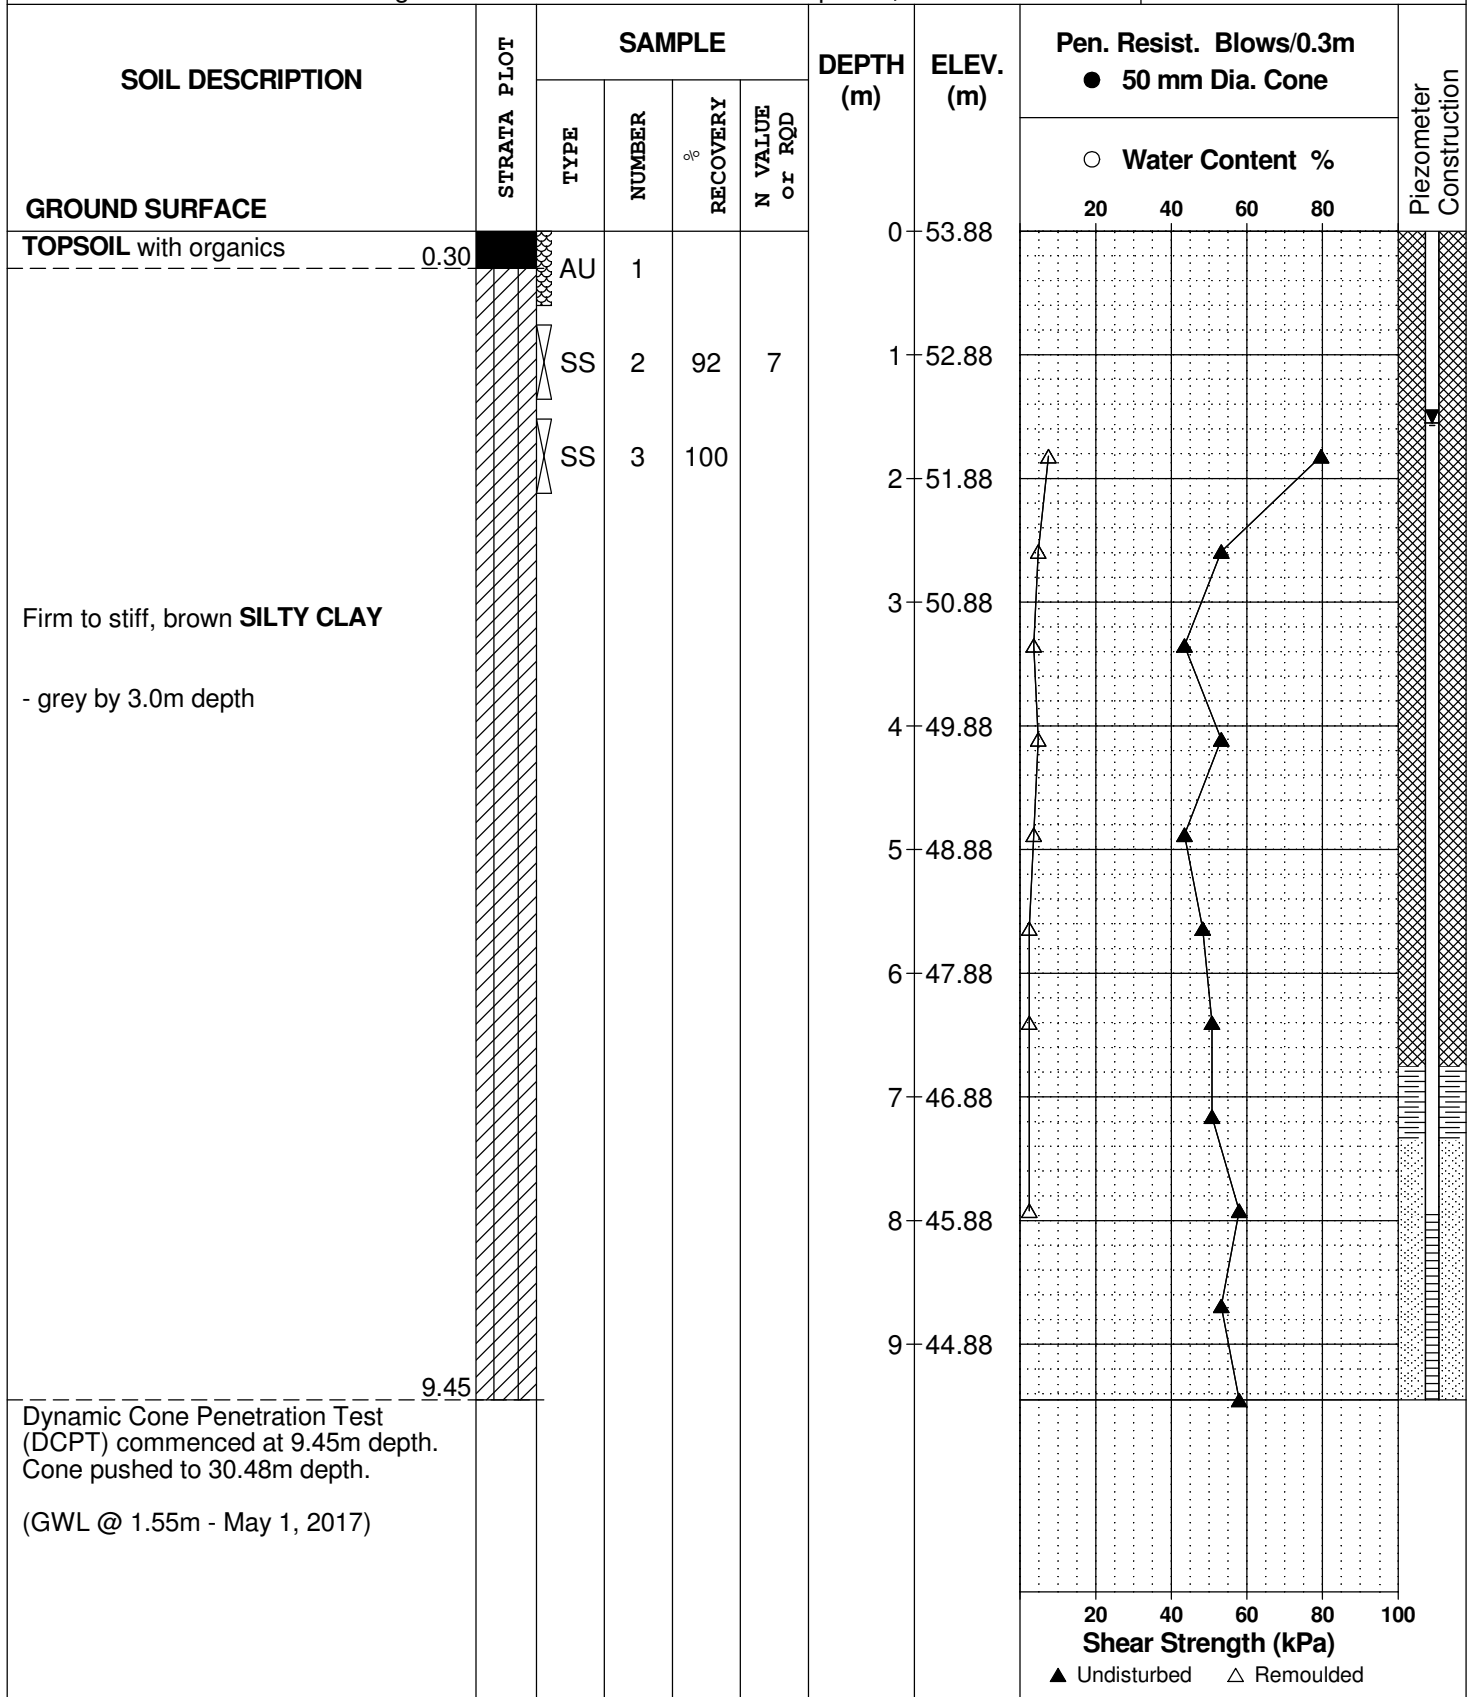 SOIL DESCRIPTION
GROUND SURFACE
STRATA PLOT
SAMPLE
TYPE
NUMBER
% RECOVERY
N VALUE or RQD
DEPTH (m)
ELEV. (m)
Pen. Resist. Blows/0.3m
● 50 mm Dia. Cone
○ Water Content %
20 40 60 80
Piezometer Construction
TOPSOIL with organics
0.30
AU 1
SS 2 92 7
SS 3 100
0 53.88
1 52.88
2 51.88
3 50.88
4 49.88
5 48.88
6 47.88
7 46.88
8 45.88
9 44.88
Firm to stiff, brown SILTY CLAY
- grey by 3.0m depth
9.45
Dynamic Cone Penetration Test
(DCPT) commenced at 9.45m depth.
Cone pushed to 30.48m depth.
(GWL @ 1.55m - May 1, 2017)
20 40 60 80 100
Shear Strength (kPa)
▲ Undisturbed △ Remoulded